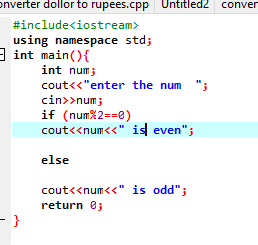 onverter dollor to rupees.cpp Untitled2 conver
#include<iostream>
using namespace std;
int main(){
int num;
cout<<"enter the num  ";
cin>>num;
if (num%2==0)
cout<<num<<" is even";
else
cout<<num<<" is odd";
return 0;
}